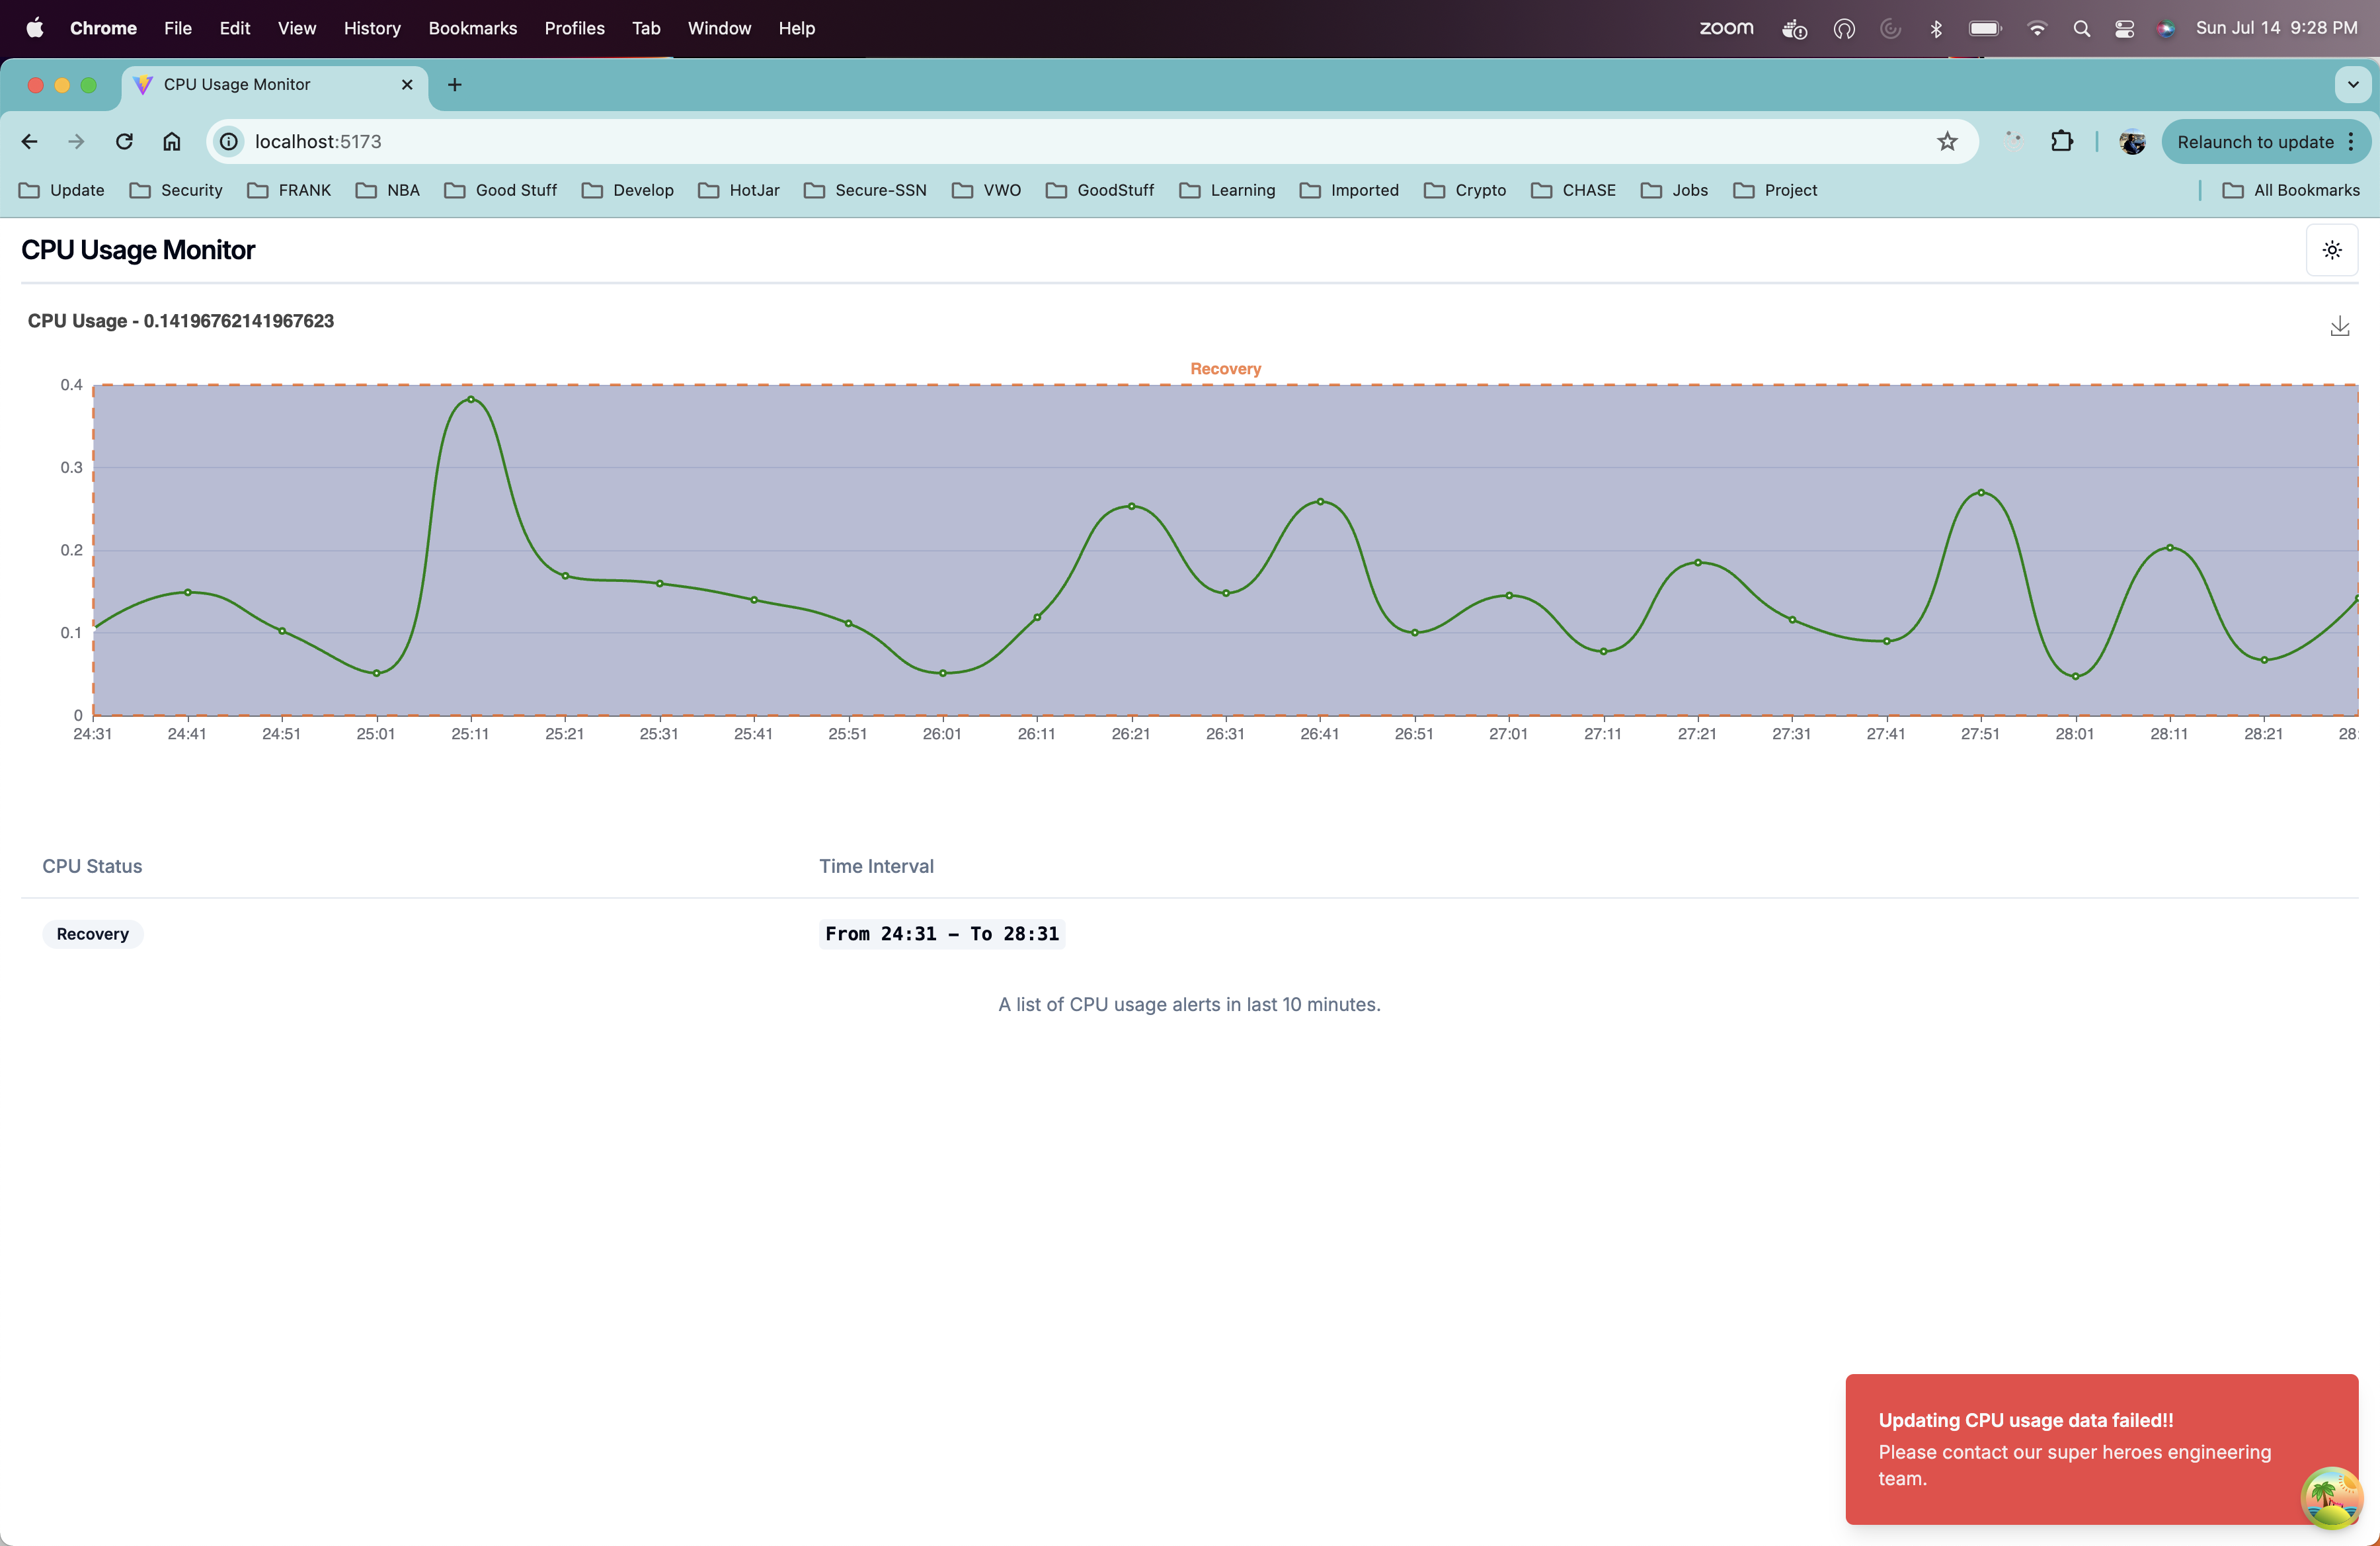 Chrome File Edit View History Bookmarks Profiles Tab Window Help zoom Sun Jul 14 9:28 PM
CPU Usage Monitor
localhost:5173 Relaunch to update
Update Security FRANK NBA Good Stuff Develop HotJar Secure-SSN VWO GoodStuff Learning Imported Crypto CHASE Jobs Project All Bookmarks
CPU Usage Monitor
CPU Usage - 0.14196762141967623
Recovery
0.4
0.3
0.2
0.1
0
24:31 24:41 24:51 25:01 25:11 25:21 25:31 25:41 25:51 26:01 26:11 26:21 26:31 26:41 26:51 27:01 27:11 27:21 27:31 27:41 27:51 28:01 28:11 28:21 28:
CPU Status Time Interval
Recovery From 24:31 – To 28:31
A list of CPU usage alerts in last 10 minutes.
Updating CPU usage data failed!!
Please contact our super heroes engineering
team.